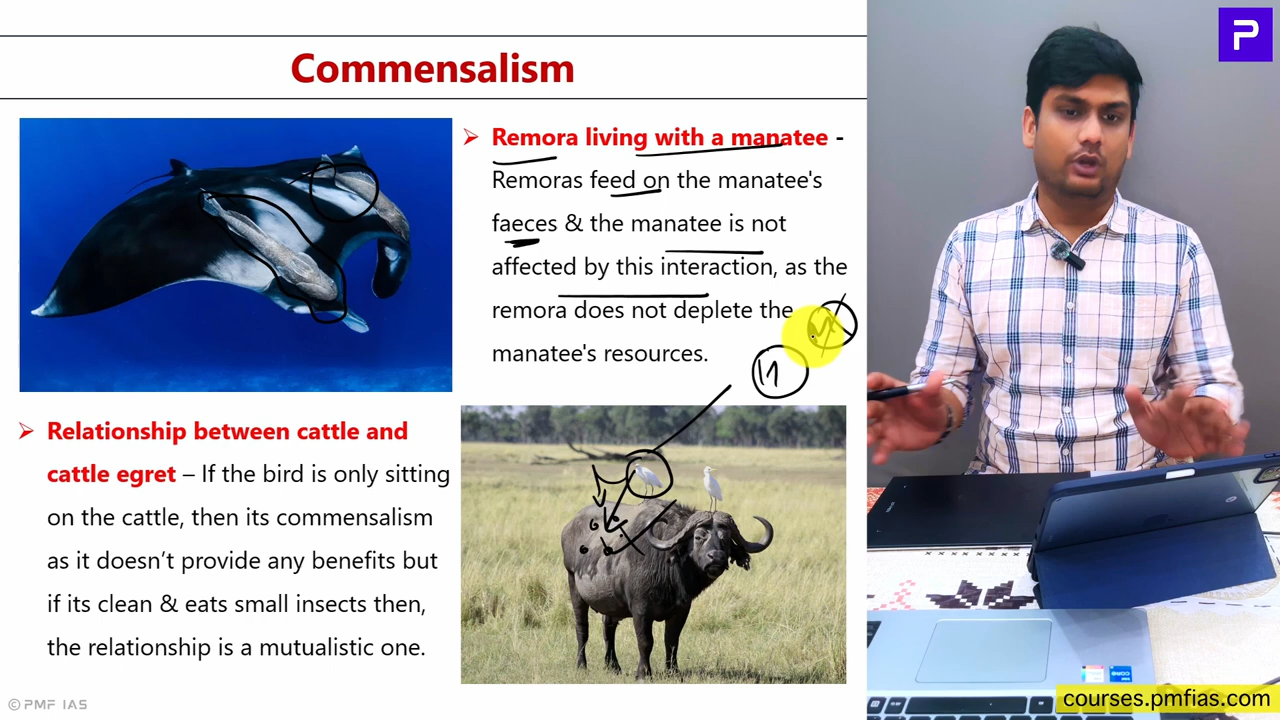 Commensalism
➢ Remora living with a manatee -
Remoras feed on the manatee's
faeces & the manatee is not
affected by this interaction, as the
remora does not deplete the
manatee's resources.
➢ Relationship between cattle and
cattle egret – If the bird is only sitting
on the cattle, then its commensalism
as it doesn't provide any benefits but
if its clean & eats small insects then,
the relationship is a mutualistic one.
© PMF IAS
P
courses.pmfias.com